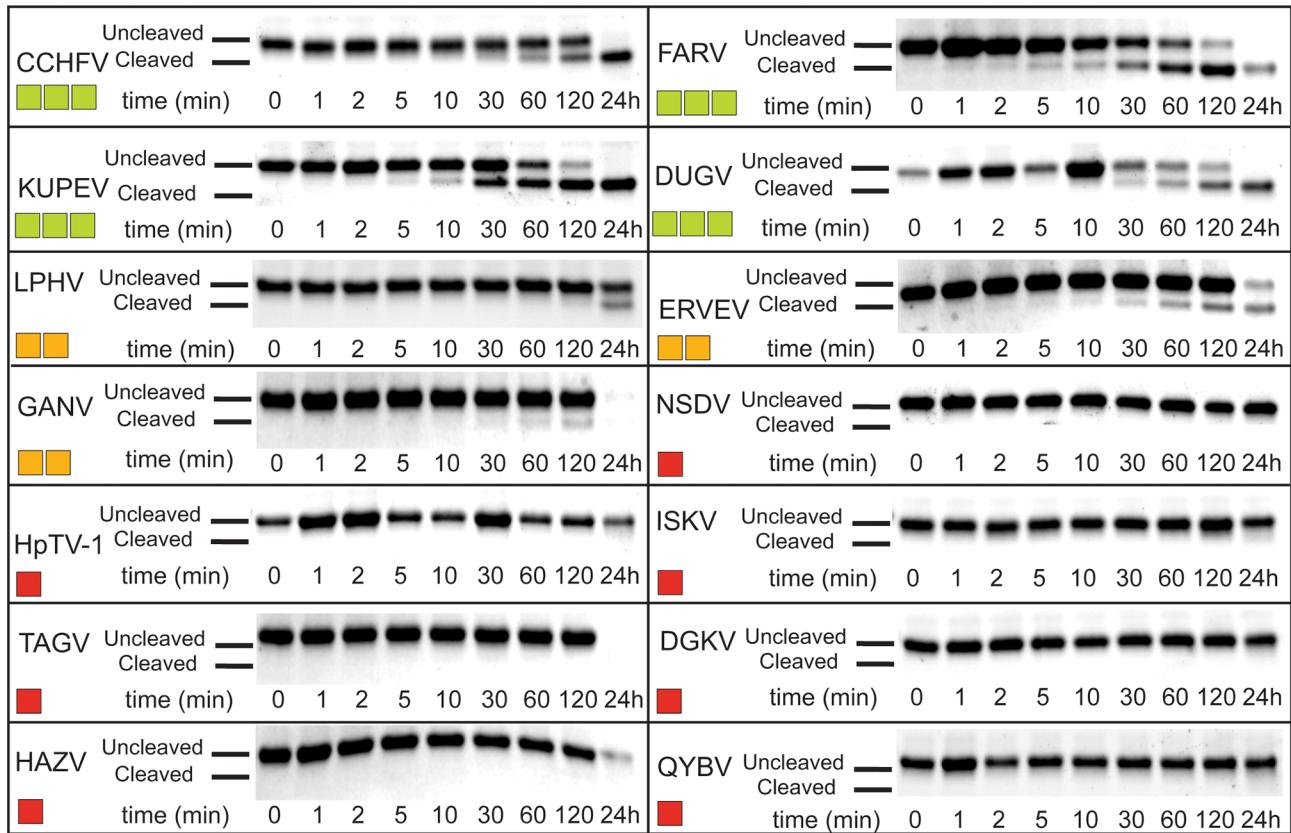 Uncleaved
Cleaved
CCHFV
time (min) 0 1 2 5 10 30 60 120 24h
Uncleaved
Cleaved
FARV
time (min) 0 1 2 5 10 30 60 120 24h
Uncleaved
Cleaved
KUPEV
time (min) 0 1 2 5 10 30 60 120 24h
Uncleaved
Cleaved
DUGV
time (min) 0 1 2 5 10 30 60 120 24h
LPHV
Uncleaved
Cleaved
time (min) 0 1 2 5 10 30 60 120 24h
Uncleaved
Cleaved
ERVEV
time (min) 0 1 2 5 10 30 60 120 24h
Uncleaved
GANV
Cleaved
time (min) 0 1 2 5 10 30 60 120 24h
Uncleaved
NSDV
Cleaved
time (min) 0 1 2 5 10 30 60 120 24h
Uncleaved
Cleaved
HpTV-1
time (min) 0 1 2 5 10 30 60 120 24h
Uncleaved
ISKV
Cleaved
time (min) 0 1 2 5 10 30 60 120 24h
TAGV
Uncleaved
Cleaved
time (min) 0 1 2 5 10 30 60 120 24h
DGKV
Uncleaved
Cleaved
time (min) 0 1 2 5 10 30 60 120 24h
Uncleaved
HAZV
Cleaved
time (min) 0 1 2 5 10 30 60 120 24h
QYBV
Uncleaved
Cleaved
time (min) 0 1 2 5 10 30 60 120 24h